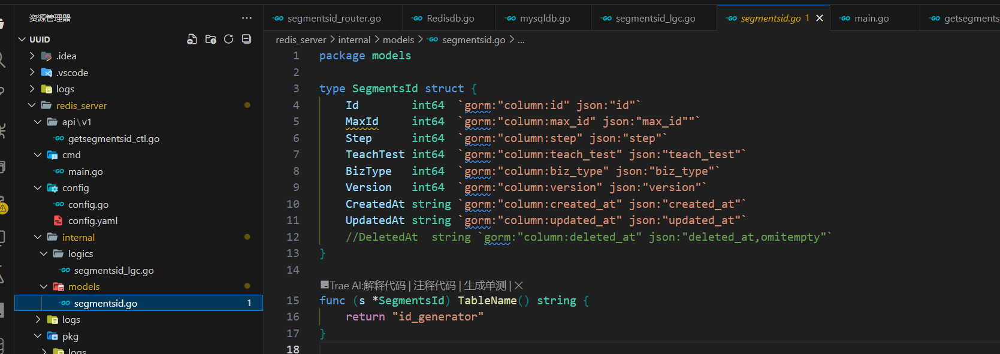 资源管理器 ···
UUID
.idea
.vscode
logs
redis_server
api\v1
getsegmentsid_ctl.go
cmd
main.go
config
config.go
config.yaml
internal
logics
segmentsid_lgc.go
models
segmentsid.go 1
logs
pkg
logs
segmentsid_router.go Redisdb.go mysqldb.go segmentsid_lgc.go segmentsid.go 1 main.go getsegments
redis_server > internal > models > segmentsid.go > ...
1 package models
2
3 type SegmentsId struct {
4 Id int64 `gorm:"column:id" json:"id"`
5 MaxId int64 `gorm:"column:max_id" json:"max_id""`
6 Step int64 `gorm:"column:step" json:"step"`
7 TeachTest int64 `gorm:"column:teach_test" json:"teach_test"`
8 BizType int64 `gorm:"column:biz_type" json:"biz_type"`
9 Version int64 `gorm:"column:version" json:"version"`
10 CreatedAt string `gorm:"column:created_at" json:"created_at"`
11 UpdatedAt string `gorm:"column:updated_at" json:"updated_at"`
12 //DeletedAt string `gorm:"column:deleted_at" json:"deleted_at,omitempty"`
13 }
14
Trae AI:解释代码 | 注释代码 | 生成单测 |
15 func (s *SegmentsId) TableName() string {
16 return "id_generator"
17 }
18